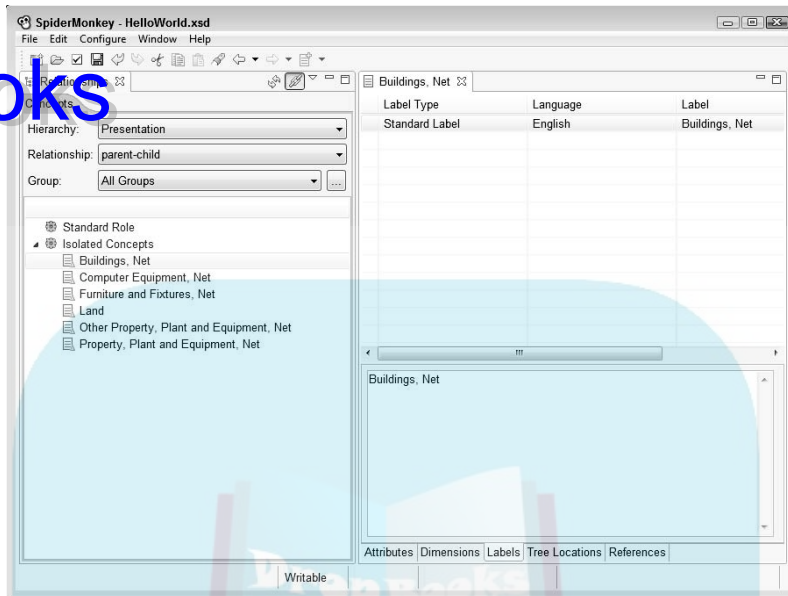 SpiderMonkey - HelloWorld.xsd
File Edit Configure Window Help
oks
Relationships
Buildings, Net
Concepts
Hierarchy: Presentation
Relationship: parent-child
Group: All Groups ...
Standard Role
Isolated Concepts
Buildings, Net
Computer Equipment, Net
Furniture and Fixtures, Net
Land
Other Property, Plant and Equipment, Net
Property, Plant and Equipment, Net
Label Type Language Label
Standard Label English Buildings, Net
Buildings, Net
Attributes Dimensions Labels Tree Locations References
Writable
Drop Books